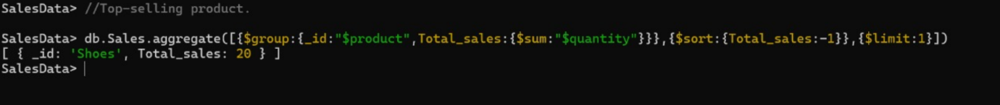 SalesData> //Top-selling product.
SalesData> db.Sales.aggregate([{$group:{_id:"$product",Total_sales:{$sum:"$quantity"}}},{$sort:{Total_sales:-1}},{$limit:1}])
[ { _id: 'Shoes', Total_sales: 20 } ]
SalesData>